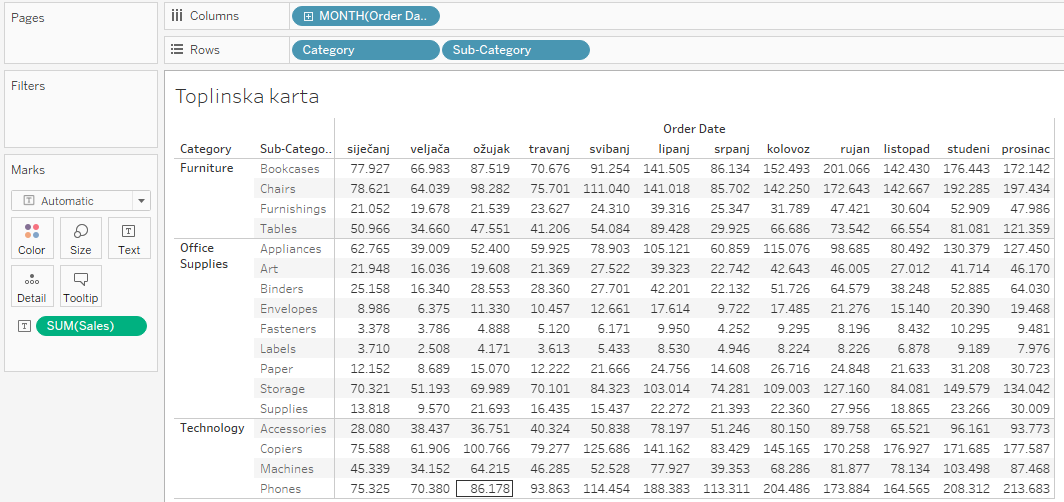 Pages
Columns MONTH(Order Da..
Rows Category Sub-Category
Filters
Marks
Automatic
Color Size Text
Detail Tooltip
SUM(Sales)
Toplinska karta
Order Date
Category Sub-Catego.. siječanj veljača ožujak travanj svibanj lipanj srpanj kolovoz rujan listopad studeni prosinac
Furniture Bookcases 77.927 66.983 87.519 70.676 91.254 141.505 86.134 152.493 201.066 142.430 176.443 172.142
Chairs 78.621 64.039 98.282 75.701 111.040 141.018 85.702 142.250 172.643 142.667 192.285 197.434
Furnishings 21.052 19.678 21.539 23.627 24.310 39.316 25.347 31.789 47.421 30.604 52.909 47.986
Tables 50.966 34.660 47.551 41.206 54.084 89.428 29.925 66.686 73.542 66.554 81.081 121.359
Office Supplies Appliances 62.765 39.009 52.400 59.925 78.903 105.121 60.859 115.076 98.685 80.492 130.379 127.450
Art 21.948 16.036 19.608 21.369 27.522 39.323 22.742 42.643 46.005 27.012 41.714 46.170
Binders 25.158 16.340 28.553 28.360 27.701 42.201 22.132 51.726 64.579 38.248 52.885 64.030
Envelopes 8.986 6.375 11.330 10.457 12.661 17.614 9.722 17.485 21.276 15.140 20.390 19.468
Fasteners 3.378 3.786 4.888 5.120 6.171 9.950 4.252 9.295 8.196 8.432 10.295 9.481
Labels 3.710 2.508 4.171 3.613 5.433 8.530 4.946 8.224 8.226 6.878 9.189 7.976
Paper 12.152 8.689 15.070 12.222 21.666 24.756 14.608 26.716 24.848 21.633 31.208 30.723
Storage 70.321 51.193 69.989 70.101 84.323 103.014 74.281 109.003 127.160 84.081 149.579 134.042
Supplies 13.818 9.570 21.693 16.435 15.437 22.272 21.393 22.360 27.956 18.865 23.266 30.009
Technology Accessories 28.080 38.437 36.751 40.324 50.838 78.197 51.246 80.150 89.758 65.521 96.161 93.773
Copiers 75.588 61.906 100.766 79.277 125.686 141.162 83.429 145.165 170.258 176.927 171.685 177.587
Machines 45.339 34.152 64.215 46.285 52.528 77.927 39.353 68.286 81.877 78.134 103.498 87.468
Phones 75.325 70.380 86.178 93.863 114.454 188.383 113.311 204.486 173.884 164.565 208.312 213.683